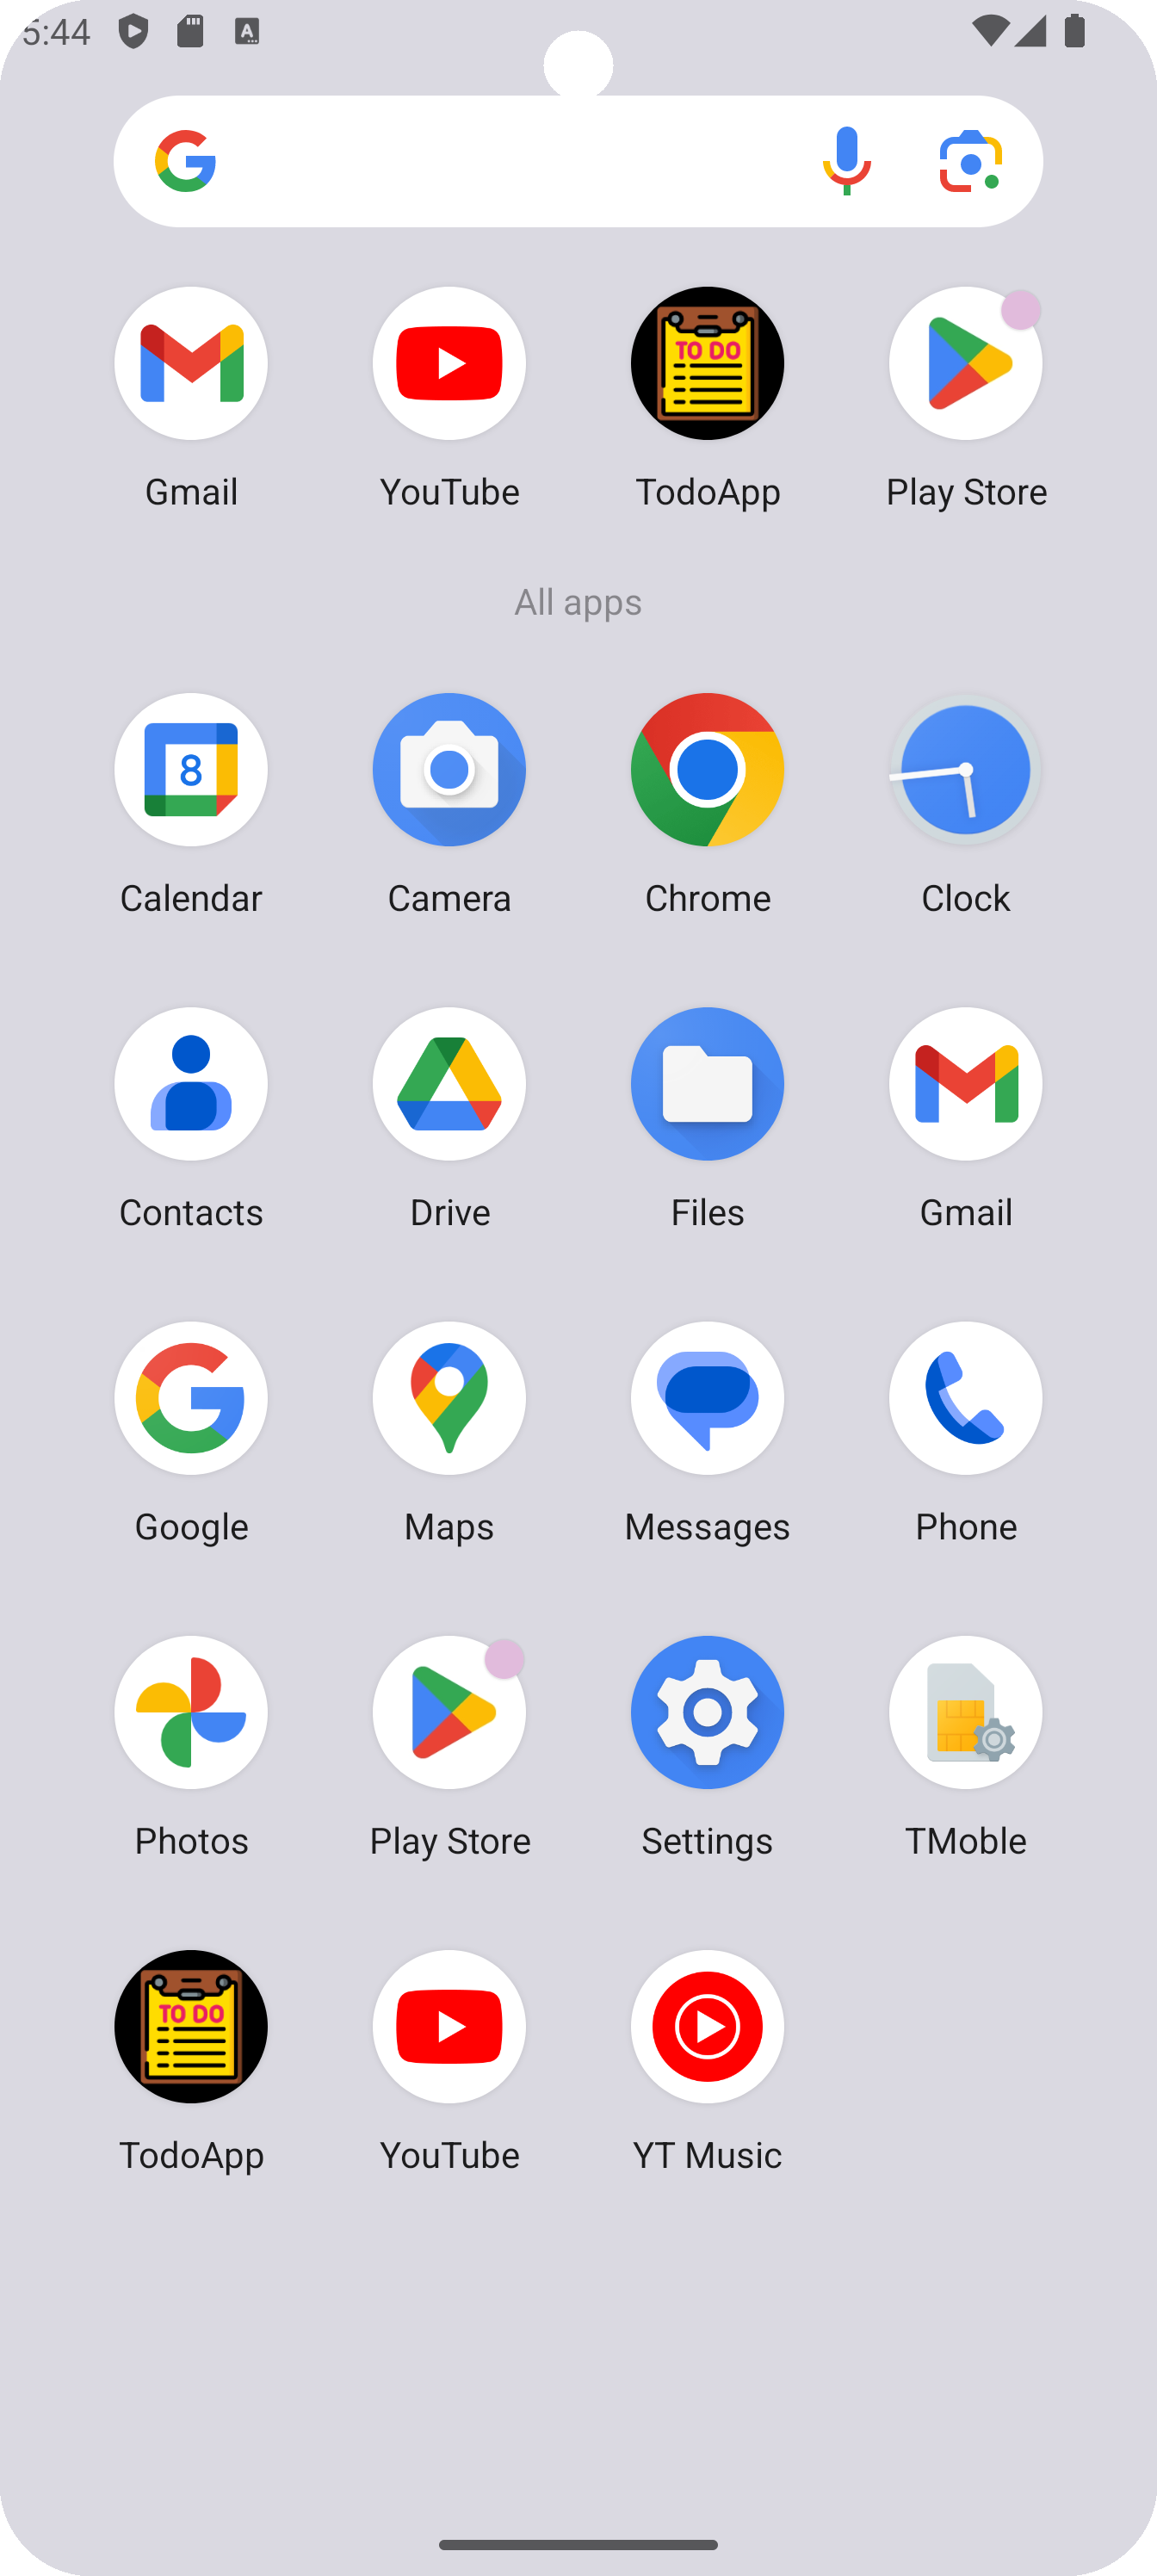 5:44
Gmail YouTube TodoApp Play Store
TO DO
All apps
8
Calendar Camera Chrome Clock
Contacts Drive Files Gmail
Google Maps Messages Phone
Photos Play Store Settings TMoble
TO DO
TodoApp YouTube YT Music